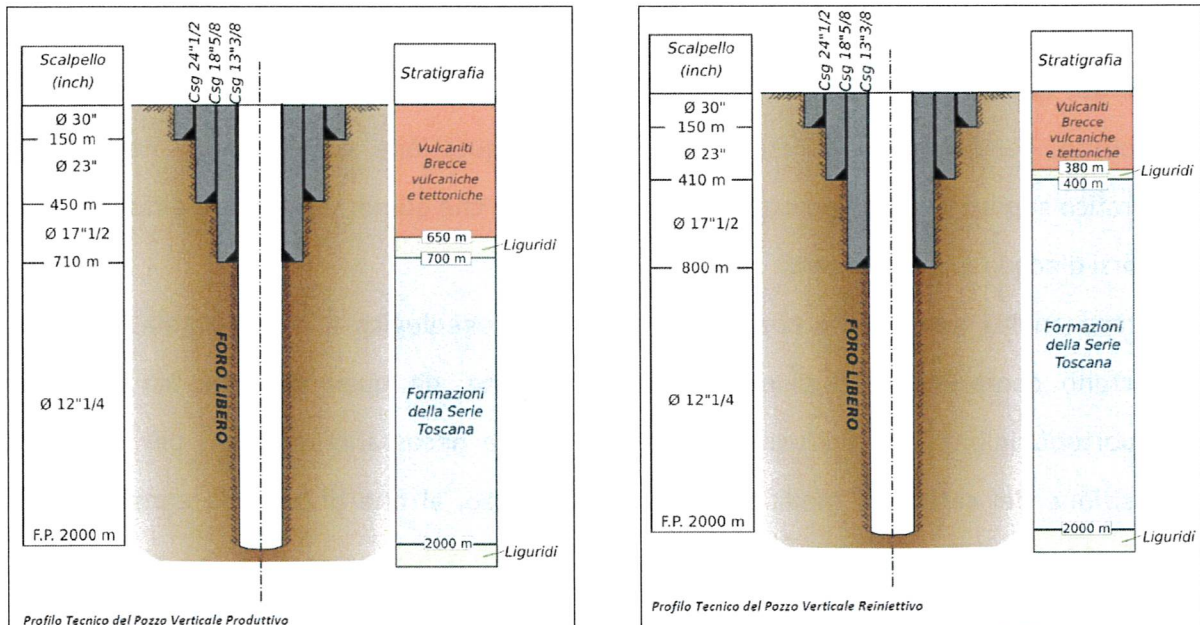 Scalpello
(inch)
Csg 24"1/2
Csg 18"5/8
Csg 13"3/8
Stratigrafia
Ø 30"
150 m
Ø 23"
450 m
Ø 17"1/2
710 m
Ø 12"1/4
F.P. 2000 m
FORO LIBERO
Vulcaniti
Brecce
vulcaniche
e tettoniche
650 m
Liguridi
700 m
Formazioni
della Serie
Toscana
2000 m
Liguridi
Profilo Tecnico del Pozzo Verticale Produttivo
Scalpello
(inch)
Csg 24"1/2
Csg 18"5/8
Csg 13"3/8
Stratigrafia
Ø 30"
150 m
Ø 23"
410 m
Ø 17"1/2
800 m
Ø 12"1/4
F.P. 2000 m
FORO LIBERO
Vulcaniti
Brecce
vulcaniche
e tettoniche
380 m
Liguridi
400 m
Formazioni
della Serie
Toscana
2000 m
Liguridi
Profilo Tecnico del Pozzo Verticale Reiniettivo